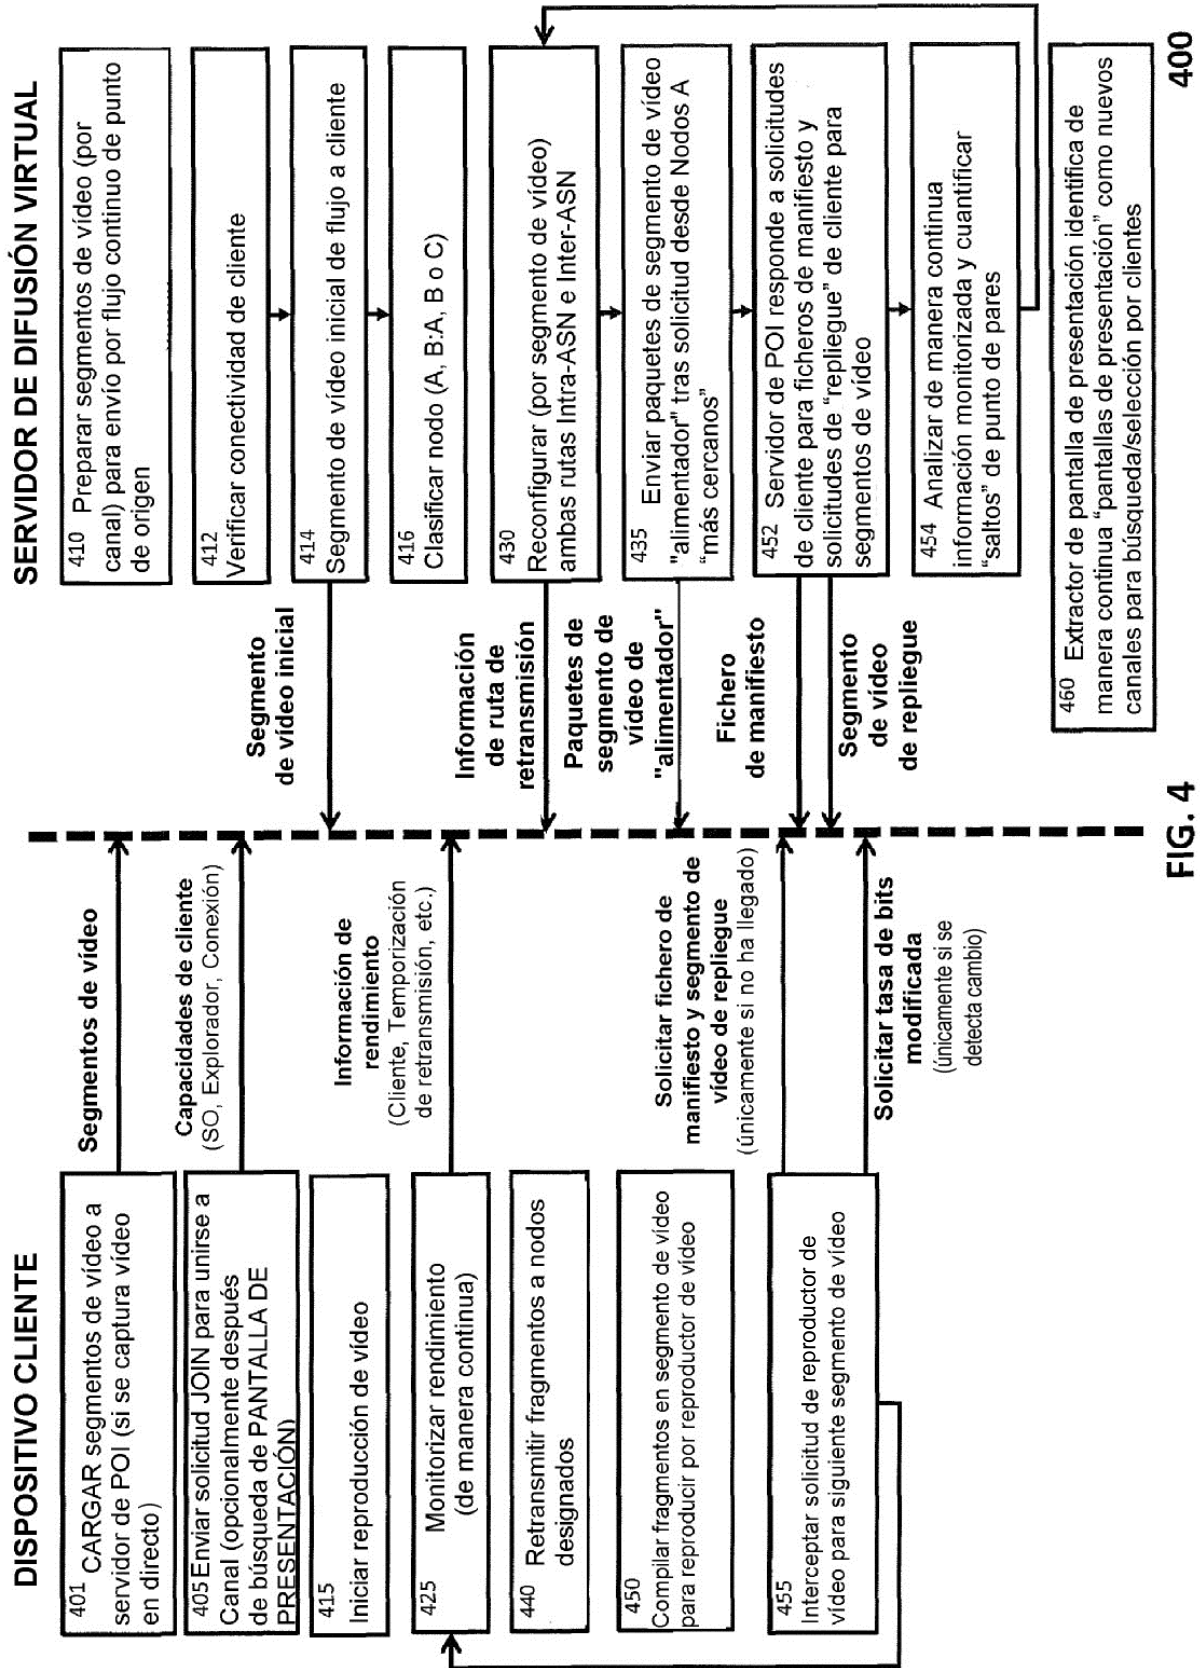 DISPOSITIVO CLIENTE
401 CARGAR segmentos de vídeo a
servidor de POI (si se captura vídeo
en directo)
405 Enviar solicitud JOIN para unirse a
Canal (opcionalmente después
de búsqueda de PANTALLA DE
PRESENTACIÓN)
415
Iniciar reproducción de vídeo
425
Monitorizar rendimiento
(de manera continua)
440 Retransmitir fragmentos a nodos
designados
450
Compilar fragmentos en segmento de vídeo
para reproducir por reproductor de vídeo
455
Interceptar solicitud de reproductor de
vídeo para siguiente segmento de vídeo
Segmentos de vídeo
Capacidades de cliente
(SO, Explorador, Conexión)
Información de
rendimiento
(Cliente, Temporización
de retransmisión, etc.)
Solicitar fichero de
manifiesto y segmento de
vídeo de repliegue
(únicamente si no ha llegado)
Solicitar tasa de bits
modificada
(únicamente si se
detecta cambio)
Segmento
de vídeo inicial
Información
de ruta de
retransmisión
Paquetes de
segmento de
vídeo de
"alimentador"
Fichero
de manifiesto
Segmento
de vídeo
de repliegue
SERVIDOR DE DIFUSIÓN VIRTUAL
410 Preparar segmentos de vídeo (por
canal) para envío por flujo continuo de punto
de origen
412
Verificar conectividad de cliente
414
Segmento de vídeo inicial de flujo a cliente
416
Clasificar nodo (A, B:A, B o C)
430
Reconfigurar (por segmento de vídeo)
ambas rutas Intra-ASN e Inter-ASN
435 Enviar paquetes de segmento de vídeo
"alimentador" tras solicitud desde Nodos A
“más cercanos”
452 Servidor de POI responde a solicitudes
de cliente para ficheros de manifiesto y
solicitudes de “repliegue” de cliente para
segmentos de vídeo
454 Analizar de manera continua
información monitorizada y cuantificar
“saltos” de punto de pares
460 Extractor de pantalla de presentación identifica de
manera continua “pantallas de presentación” como nuevos
canales para búsqueda/selección por clientes
FIG. 4
400